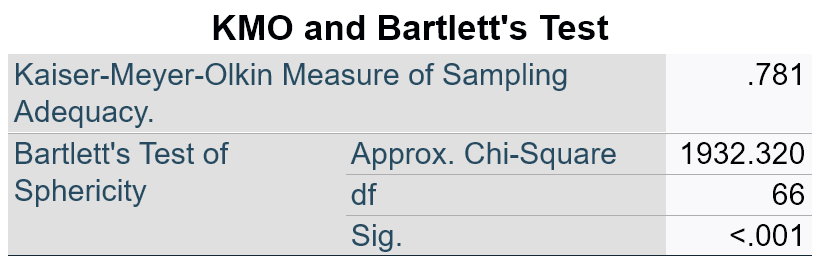 KMO and Bartlett's Test
Kaiser-Meyer-Olkin Measure of Sampling .781
Adequacy.
Bartlett's Test of Approx. Chi-Square 1932.320
Sphericity df 66
Sig. <.001